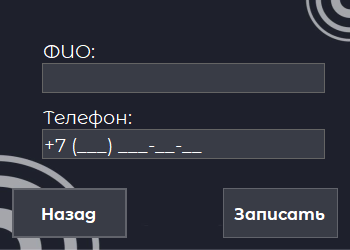 ФИО:
Телефон:
+7 (___) ___-__-__
Назад Записать